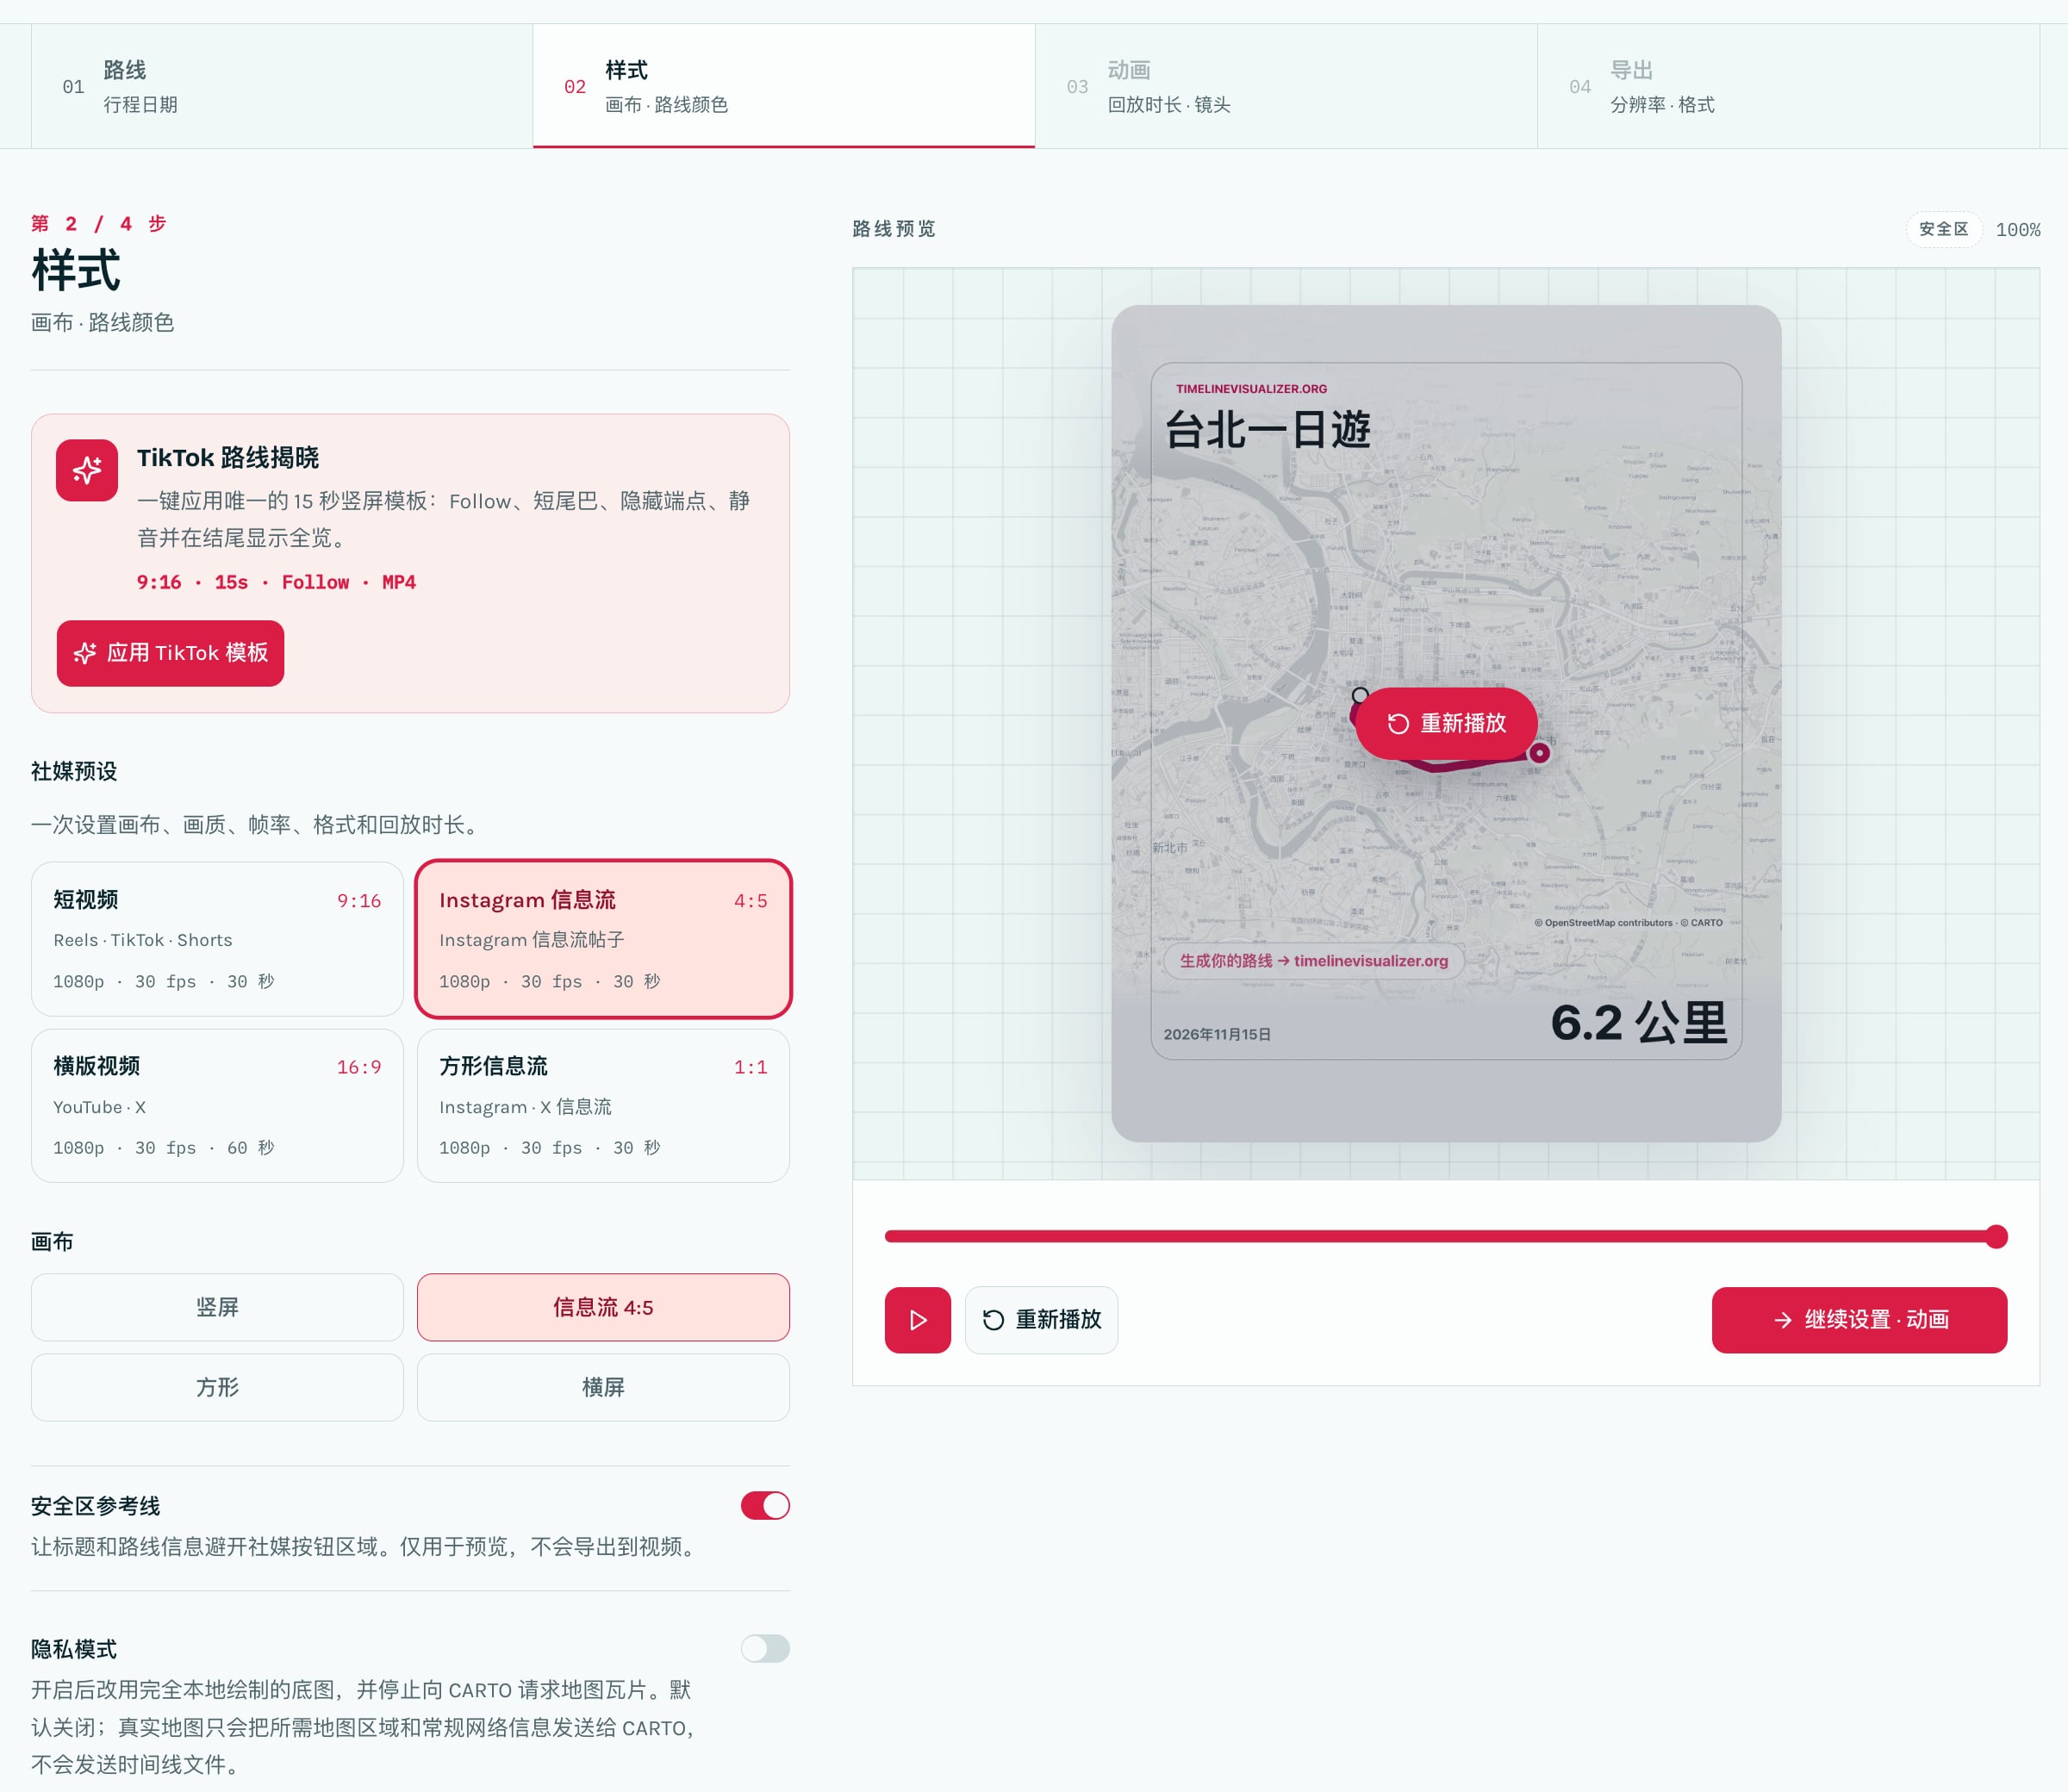 01
路线
行程日期
02
样式
画布 · 路线颜色
03
动画
回放时长 · 镜头
04
导出
分辨率 · 格式
第 2 / 4 步
样式
画布 · 路线颜色
TikTok 路线揭晓
一键应用唯一的 15 秒竖屏模板：Follow、短尾巴、隐藏端点、静
音并在结尾显示全览。
9:16 · 15s · Follow · MP4
应用 TikTok 模板
社媒预设
一次设置画布、画质、帧率、格式和回放时长。
短视频 9:16
Reels · TikTok · Shorts
1080p · 30 fps · 30 秒
Instagram 信息流 4:5
Instagram 信息流帖子
1080p · 30 fps · 30 秒
横版视频 16:9
YouTube · X
1080p · 30 fps · 60 秒
方形信息流 1:1
Instagram · X 信息流
1080p · 30 fps · 30 秒
画布
竖屏
信息流 4:5
方形
横屏
安全区参考线
让标题和路线信息避开社媒按钮区域。仅用于预览，不会导出到视频。
隐私模式
开启后改用完全本地绘制的底图，并停止向 CARTO 请求地图瓦片。默
认关闭；真实地图只会把所需地图区域和常规网络信息发送给 CARTO，
不会发送时间线文件。
路线预览
安全区 100%
TIMELINEVISUALIZER.ORG
台北一日遊
重新播放
新北市
© OpenStreetMap contributors · © CARTO
生成你的路线 → timelinevisualizer.org
2026年11月15日
6.2 公里
重新播放
→ 继续设置 · 动画